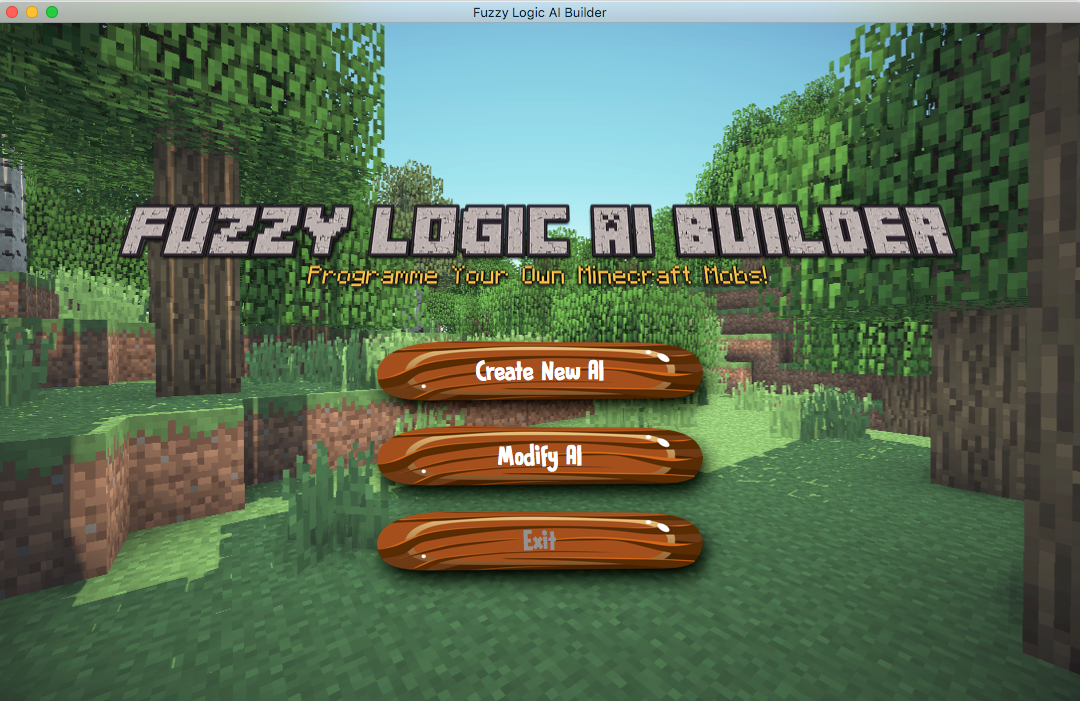 Fuzzy Logic AI Builder
FUZZY LOGIC AI BUILDER
Programme Your Own Minecraft Mobs!
Create New AI
Modify AI
Exit